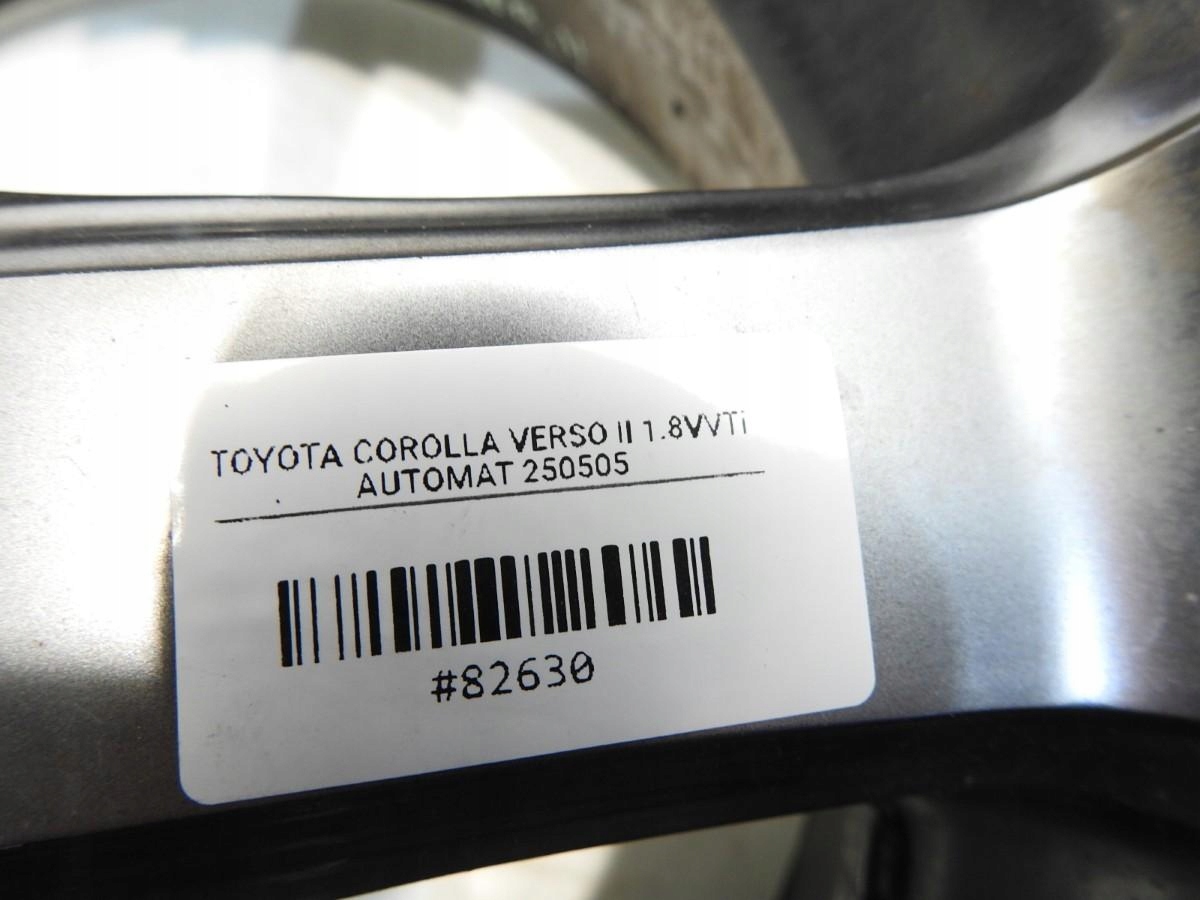 TOYOTA COROLLA VERSO II 1.8VVTi
AUTOMAT 250505
#82630